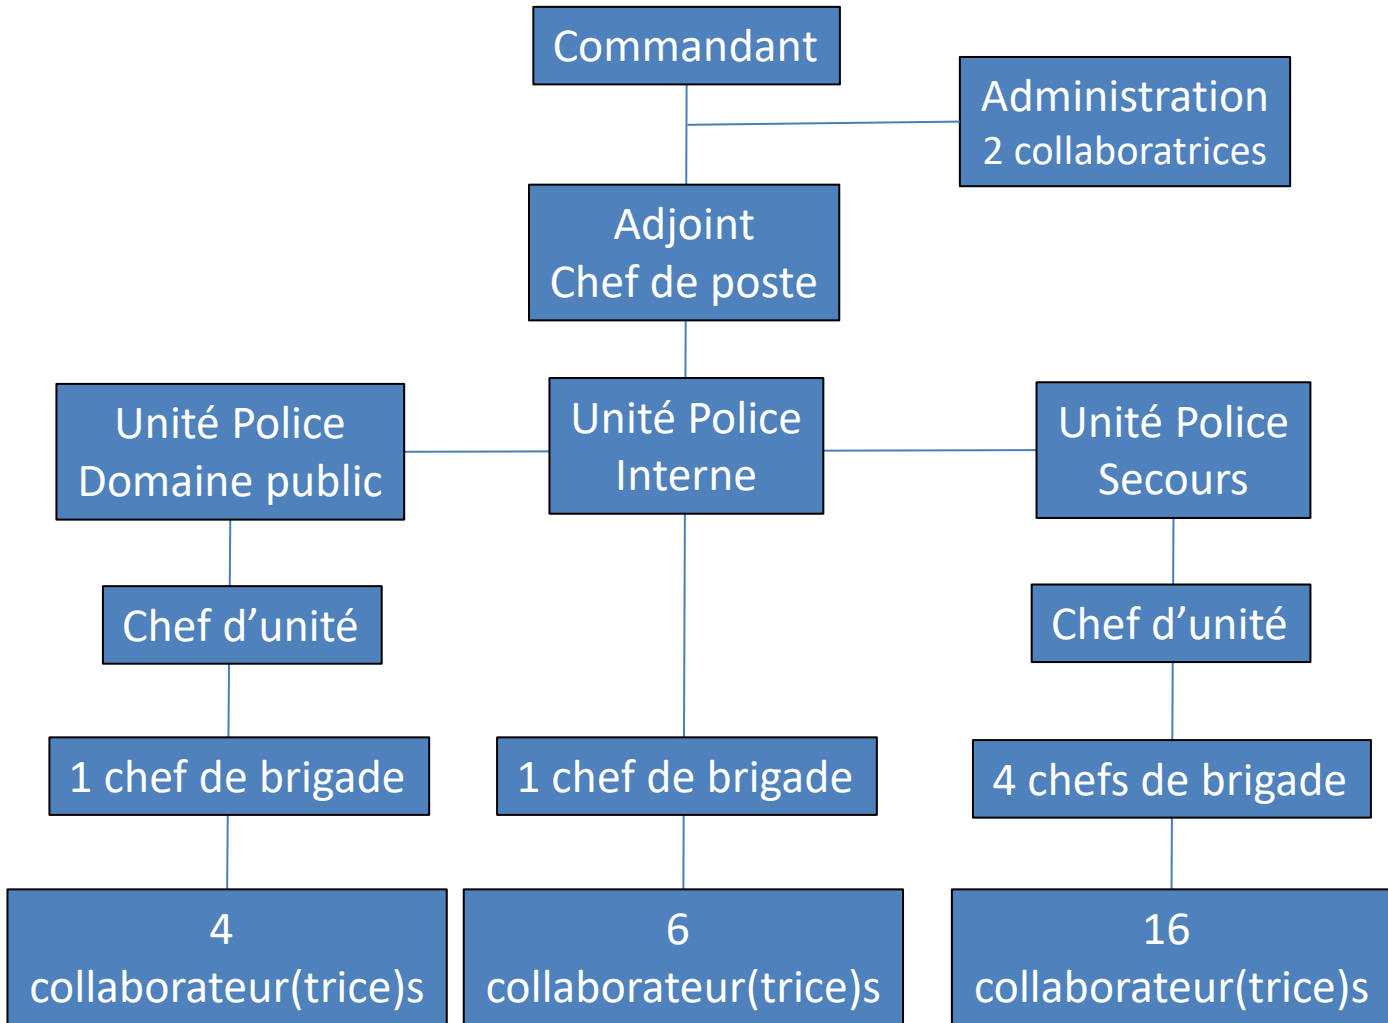 Commandant
Administration
2 collaboratrices
Adjoint
Chef de poste
Unité Police
Domaine public
Unité Police
Interne
Unité Police
Secours
Chef d’unité
Chef d’unité
1 chef de brigade
1 chef de brigade
4 chefs de brigade
4
collaborateur(trice)s
6
collaborateur(trice)s
16
collaborateur(trice)s